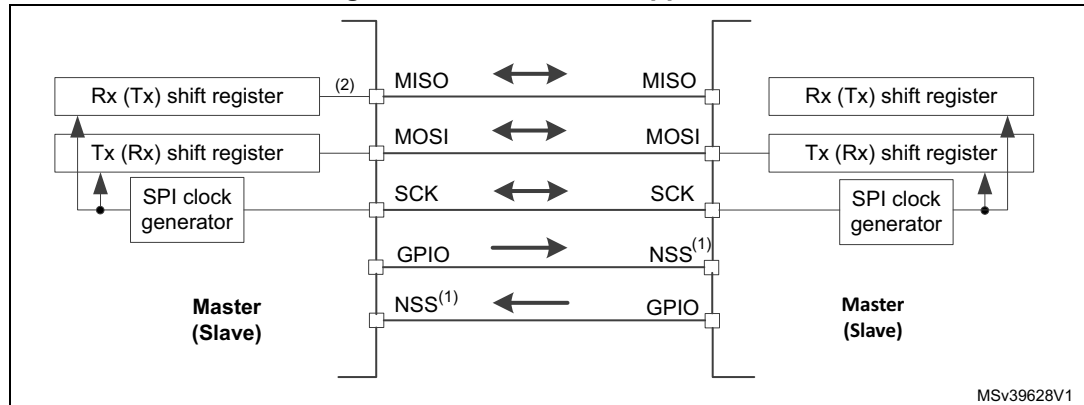 Rx (Tx) shift register
(2)
MISO
MISO
Rx (Tx) shift register
Tx (Rx) shift register
MOSI
MOSI
Tx (Rx) shift register
SPI clock
generator
SCK
SCK
SPI clock
generator
GPIO
NSS(1)
NSS(1)
GPIO
Master
(Slave)
Master
(Slave)
MSv39628V1